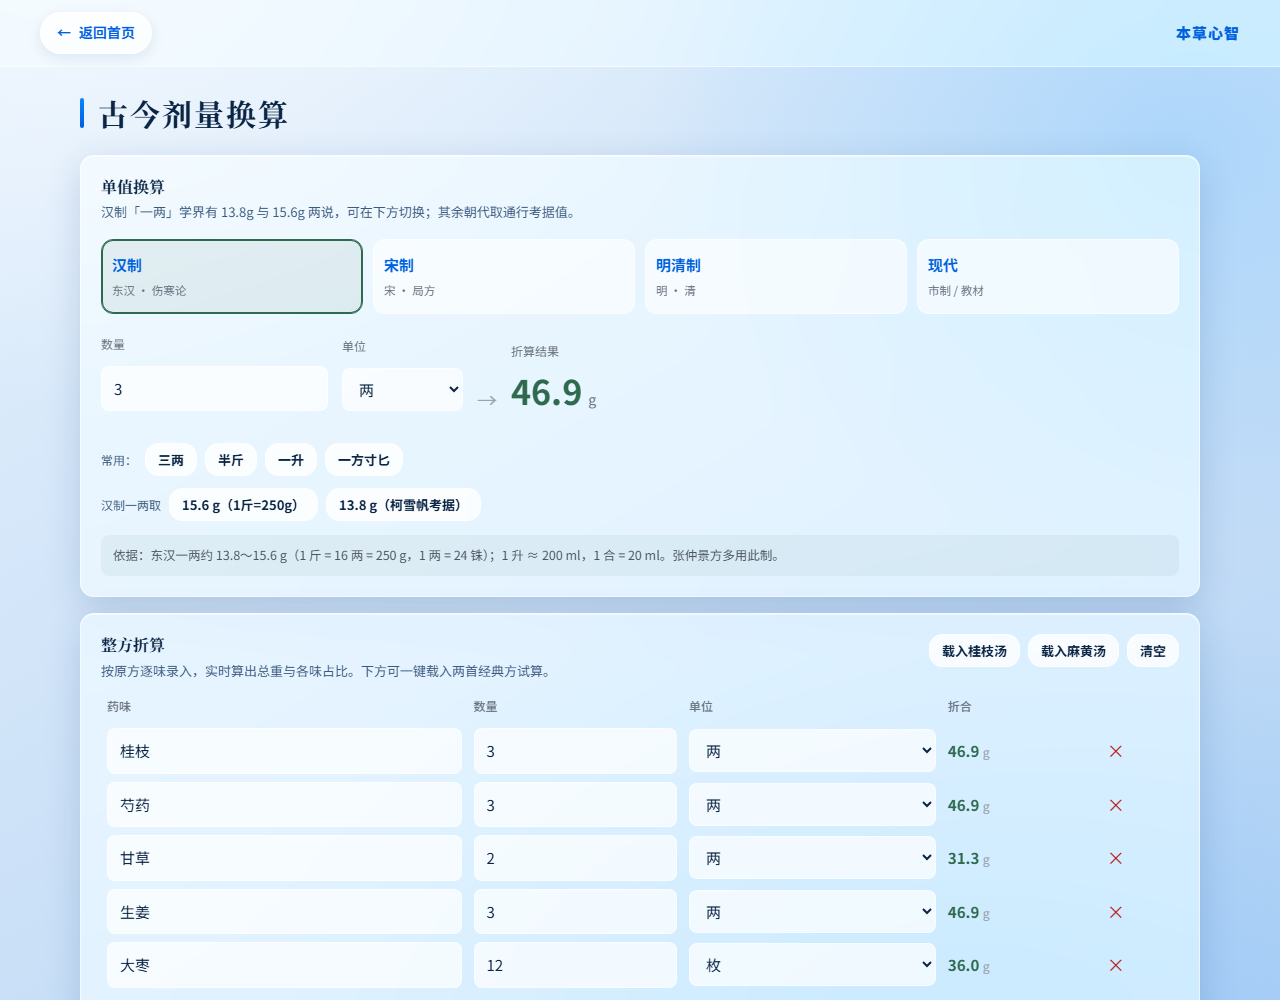 ← 返回首页
本草心智
古今剂量换算
单值换算
汉制「一两」学界有 13.8g 与 15.6g 两说，可在下方切换；其余朝代取通行考据值。
汉制
东汉 · 伤寒论
宋制
宋 · 局方
明清制
明 · 清
现代
市制 / 教材
数量
单位
折算结果
3
两
→
46.9 g
常用：
三两
半斤
一升
一方寸匕
汉制一两取
15.6 g（1斤=250g）
13.8 g（柯雪帆考据）
依据：东汉一两约 13.8～15.6 g（1 斤 = 16 两 = 250 g，1 两 = 24 铢）；1 升 ≈ 200 ml，1 合 = 20 ml。张仲景方多用此制。
整方折算
按原方逐味录入，实时算出总重与各味占比。下方可一键载入两首经典方试算。
载入桂枝汤
载入麻黄汤
清空
药味 数量 单位 折合
桂枝 3 两 46.9 g ×
芍药 3 两 46.9 g ×
甘草 2 两 31.3 g ×
生姜 3 两 46.9 g ×
大枣 12 枚 36.0 g ×